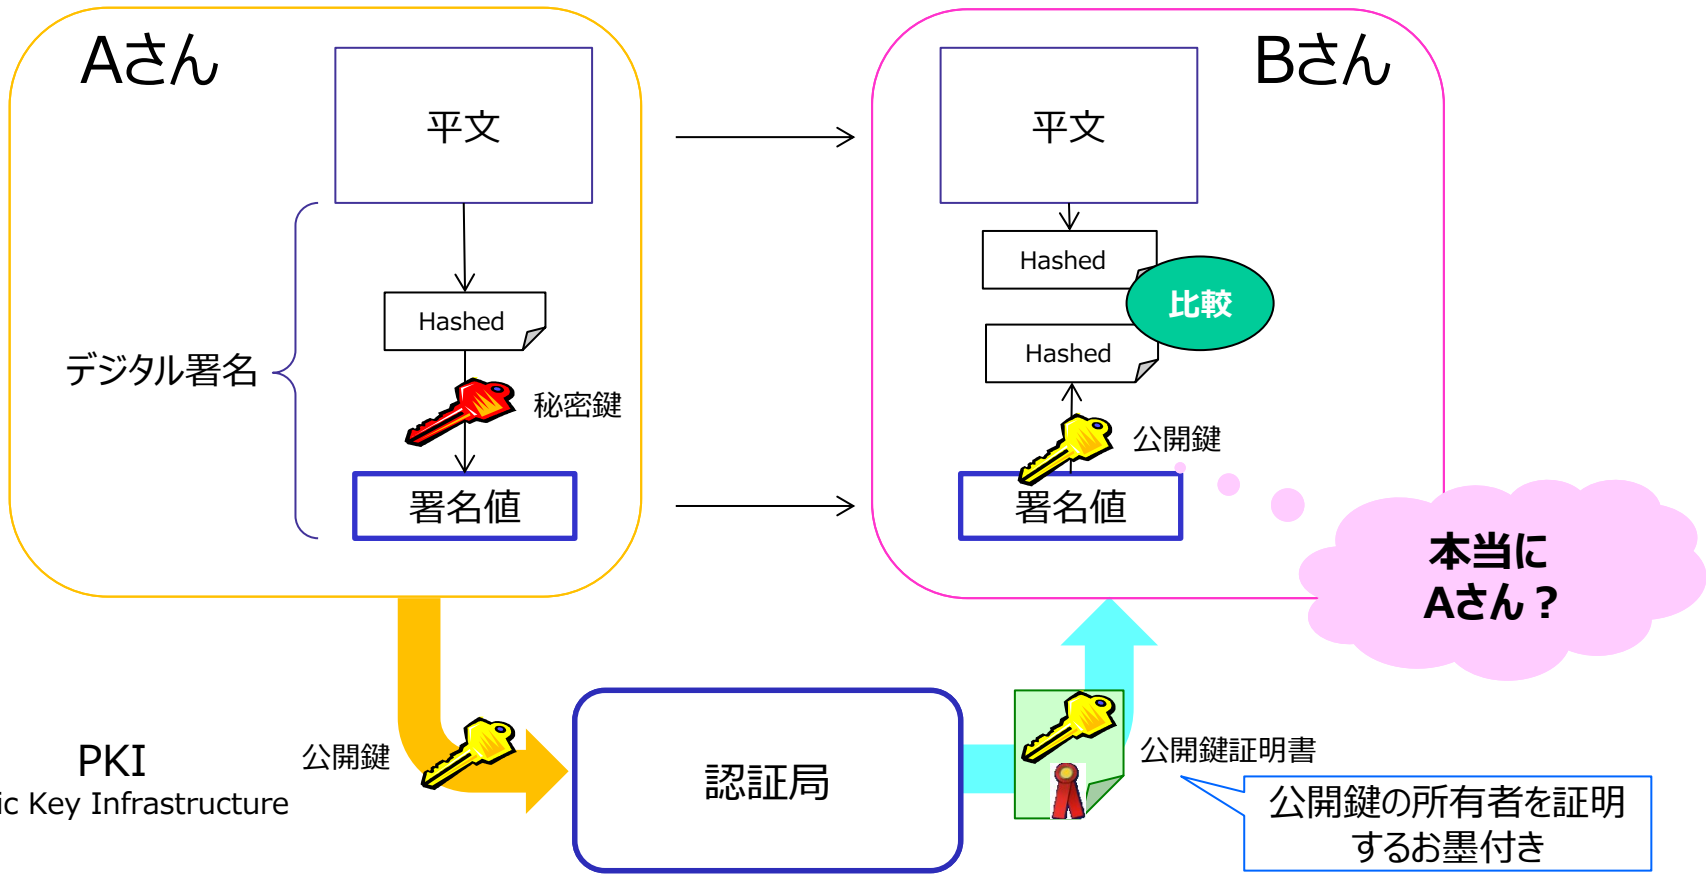 Aさん
平文
Hashed
デジタル署名
秘密鍵
署名値
Bさん
平文
Hashed
比較
Hashed
公開鍵
署名値
本当に
Aさん？
PKI
ic Key Infrastructure
公開鍵
認証局
公開鍵証明書
公開鍵の所有者を証明
するお墨付き